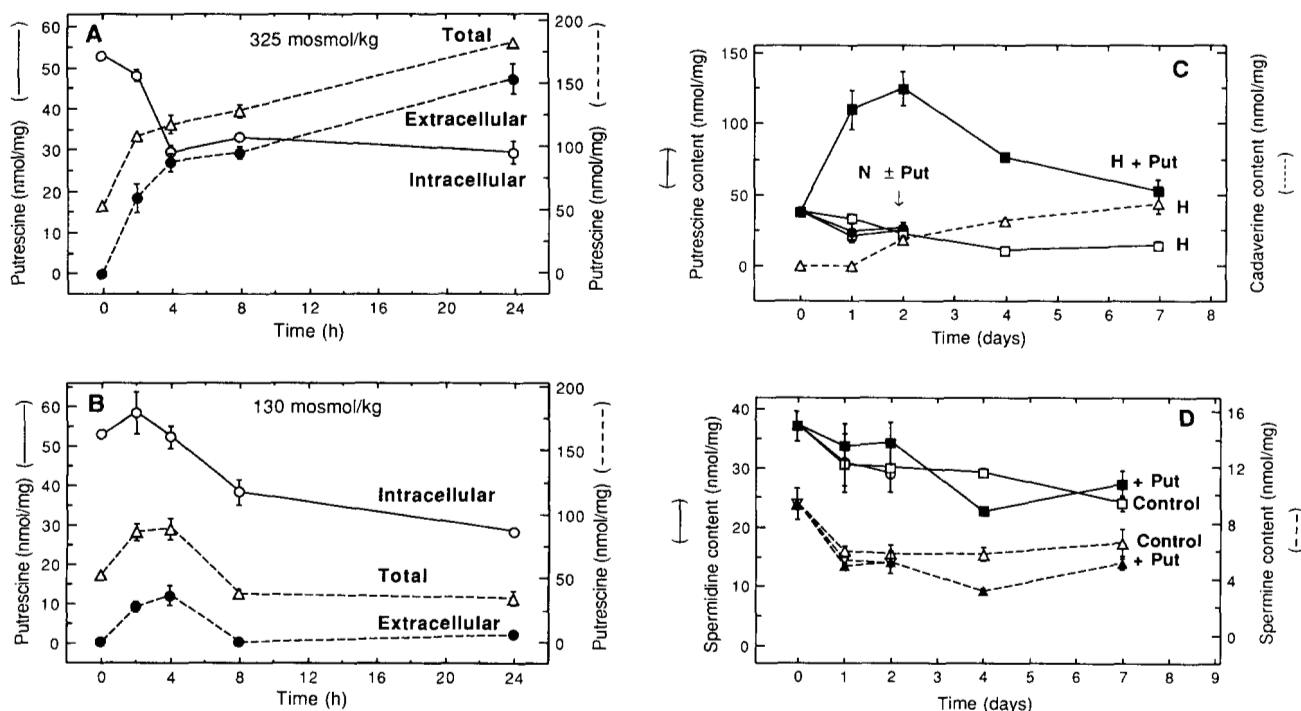 A
325 mosmol/kg
Total
Extracellular
Intracellular
Putrescine (nmol/mg) (——)
60
50
40
30
20
10
0
200
150
100
50
0
Putrescine (nmol/mg) (-----)
0 4 8 12 16 20 24
Time (h)
B
130 mosmol/kg
Intracellular
Total
Extracellular
Putrescine (nmol/mg) (——)
60
50
40
30
20
10
0
200
150
100
50
0
Putrescine (nmol/mg) (-----)
0 4 8 12 16 20 24
Time (h)
C
H + Put
N ± Put
↓
H
H
Putrescine content (nmol/mg)
(——)
150
100
50
0
Cadaverine content (nmol/mg)
(-----)
0 1 2 3 4 5 6 7 8
Time (days)
D
+ Put
Control
Control
+ Put
Spermidine content (nmol/mg)
(——)
40
30
20
10
0
16
12
8
4
0
Spermine content (nmol/mg)
(---)
0 1 2 3 4 5 6 7 8 9
Time (days)